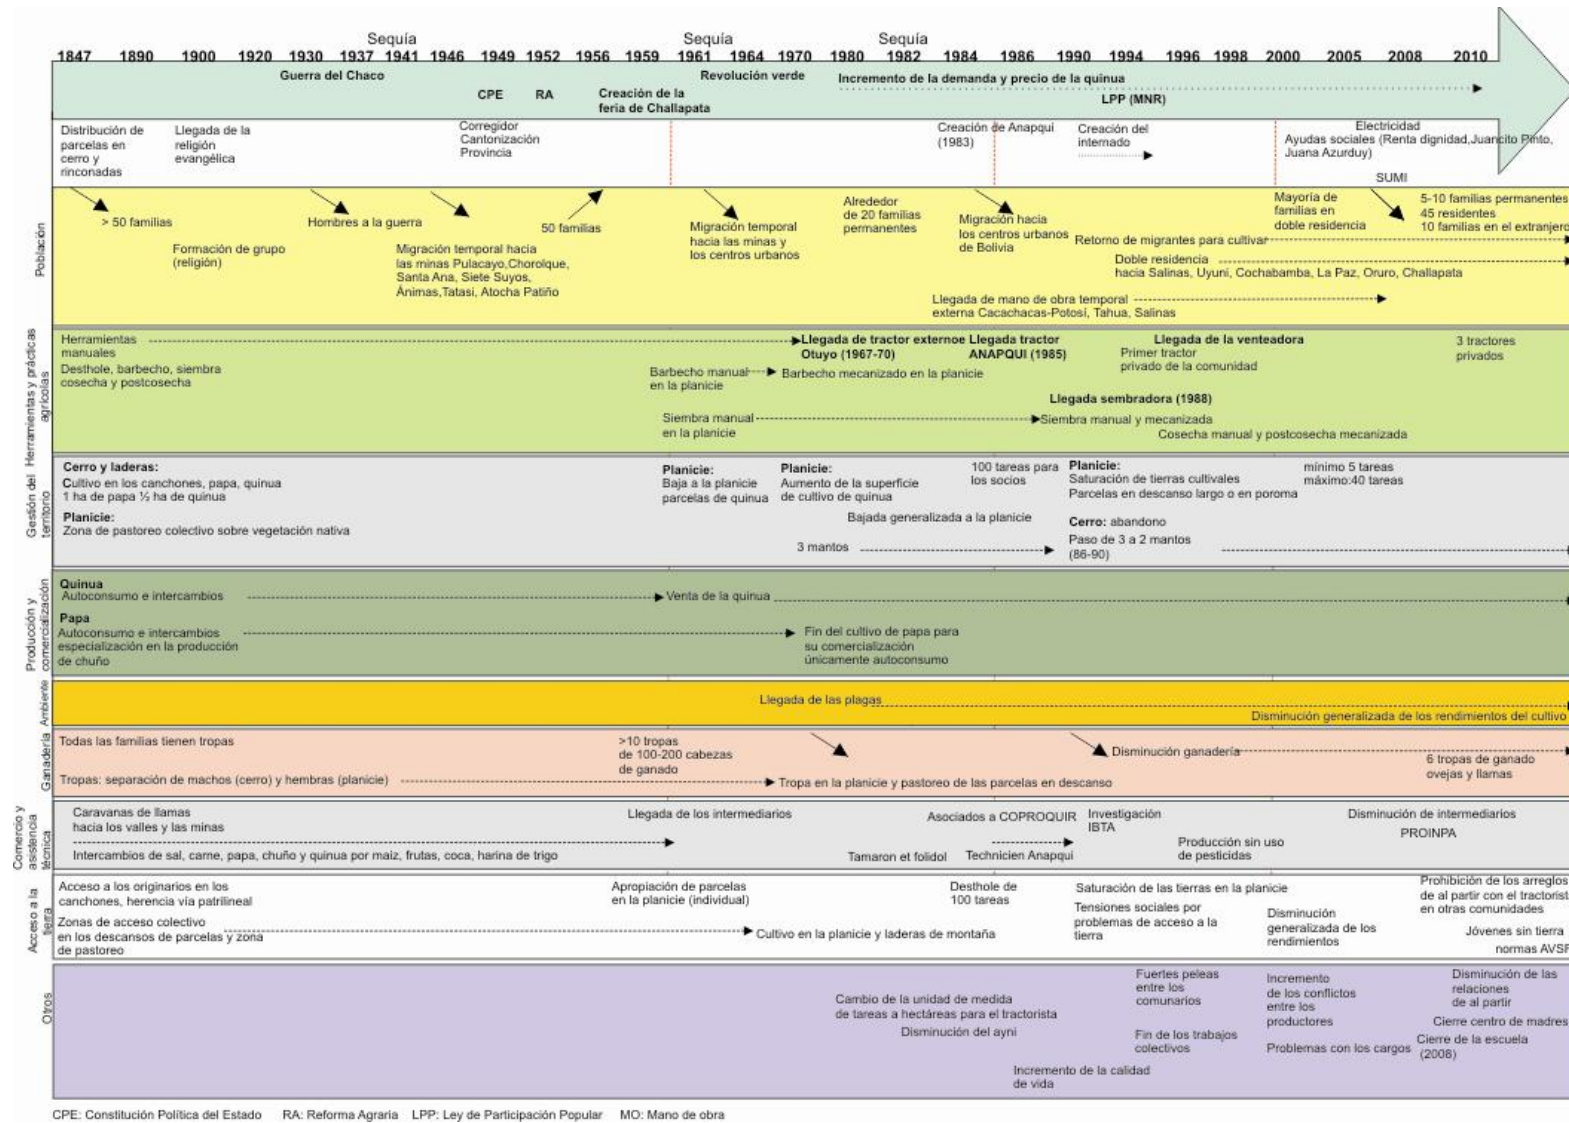 Sequía Sequía Sequía
1847 1890 1900 1920 1930 1937 1941 1946 1949 1952 1956 1959 1961 1964 1970 1980 1982 1984 1986 1990 1994 1996 1998 2000 2005 2008 2010
Guerra del Chaco
CPE
RA
Creación de la
feria de Challapata
Revolución verde
Incremento de la demanda y precio de la quinua
LPP (MNR)
Distribución de
parcelas en
cerro y
rinconadas
Llegada de la
religión
evangélica
Corregidor
Cantonización
Provincia
Creación de Anapqui
(1983)
Creación del
internado
Electricidad
Ayudas sociales (Renta dignidad,Juancito Pinto,
Juana Azurduy)
SUMI
Población
> 50 familias
Formación de grupo
(religión)
Hombres a la guerra
Migración temporal hacia
las minas Pulacayo,Chorolque,
Santa Ana, Siete Suyos,
Ánimas,Tatasi, Atocha Patiño
50 familias
Migración temporal
hacia las minas y
los centros urbanos
Alrededor
de 20 familias
permanentes
Migración hacia
los centros urbanos
de Bolivia
Retorno de migrantes para cultivar
Mayoría de
familias en
doble residencia
5-10 familias permanentes
45 residentes
10 familias en el extranjero
Doble residencia
hacia Salinas, Uyuni, Cochabamba, La Paz, Oruro, Challapata
Llegada de mano de obra temporal
externa Cacachacas-Potosí, Tahua, Salinas
Herramientas y prácticas
agrícolas
Herramientas
manuales
Desthole, barbecho, siembra
cosecha y postcosecha
Llegada de tractor externoe
Otuyo (1967-70)
Llegada tractor
ANAPQUI (1985)
Llegada de la venteadora
Primer tractor
privado de la comunidad
3 tractores
privados
Barbecho manual
en la planicie
Barbecho mecanizado en la planicie
Llegada sembradora (1988)
Siembra manual
en la planicie
Siembra manual y mecanizada
Cosecha manual y postcosecha mecanizada
Gestión del
territorio
Cerro y laderas:
Cultivo en los canchones, papa, quinua
1 ha de papa ½ ha de quinua
Planicie:
Zona de pastoreo colectivo sobre vegetación nativa
Planicie:
Baja a la planicie
parcelas de quinua
Planicie:
Aumento de la superficie
de cultivo de quinua
100 tareas para
los socios
Planicie:
Saturación de tierras cultivales
Parcelas en descanso largo o en poroma
mínimo 5 tareas
máximo:40 tareas
Bajada generalizada a la planicie
Cerro: abandono
3 mantos
Paso de 3 a 2 mantos
(86-90)
Producción y
comercialización
Quinua
Autoconsumo e intercambios
Venta de la quinua
Papa
Autoconsumo e intercambios
especialización en la producción
de chuño
Fin del cultivo de papa para
su comercialización
únicamente autoconsumo
Ambiente
Llegada de las plagas
Disminución generalizada de los rendimientos del cultivo
Ganadería
Todas las familias tienen tropas
Tropas: separación de machos (cerro) y hembras (planicie)
>10 tropas
de 100-200 cabezas
de ganado
Tropa en la planicie y pastoreo de las parcelas en descanso
Disminución ganadería
6 tropas de ganado
ovejas y llamas
Comercio y
asistencia
técnica
Caravanas de llamas
hacia los valles y las minas
Intercambios de sal, carne, papa, chuño y quinua por maiz, frutas, coca, harina de trigo
Llegada de los intermediarios
Tamaron et folidol
Asociados a COPROQUIR
Technicien Anapqui
Investigación
IBTA
Producción sin uso
de pesticidas
Disminución de intermediarios
PROINPA
Acceso a la
tierra
Acceso a los originarios en los
canchones, herencia vía patrilineal
Zonas de acceso colectivo
en los descansos de parcelas y zona
de pastoreo
Apropiación de parcelas
en la planicie (individual)
Cultivo en la planicie y laderas de montaña
Desthole de
100 tareas
Saturación de las tierras en la planicie
Tensiones sociales por
problemas de acceso a la
tierra
Disminución
generalizada de los
rendimientos
Prohibición de los arreglos
de al partir con el tractorist
en otras comunidades
Jóvenes sin tierra
normas AVSF
Otros
Cambio de la unidad de medida
de tareas a hectáreas para el tractorista
Disminución del ayni
Incremento de la calidad
de vida
Fuertes peleas
entre los
comunarios
Fin de los trabajos
colectivos
Incremento
de los conflictos
entre los
productores
Problemas con los cargos
Disminución de las
relaciones
de al partir
Cierre centro de madres
Cierre de la escuela
(2008)
CPE: Constitución Política del Estado RA: Reforma Agraria LPP: Ley de Participación Popular MO: Mano de obra